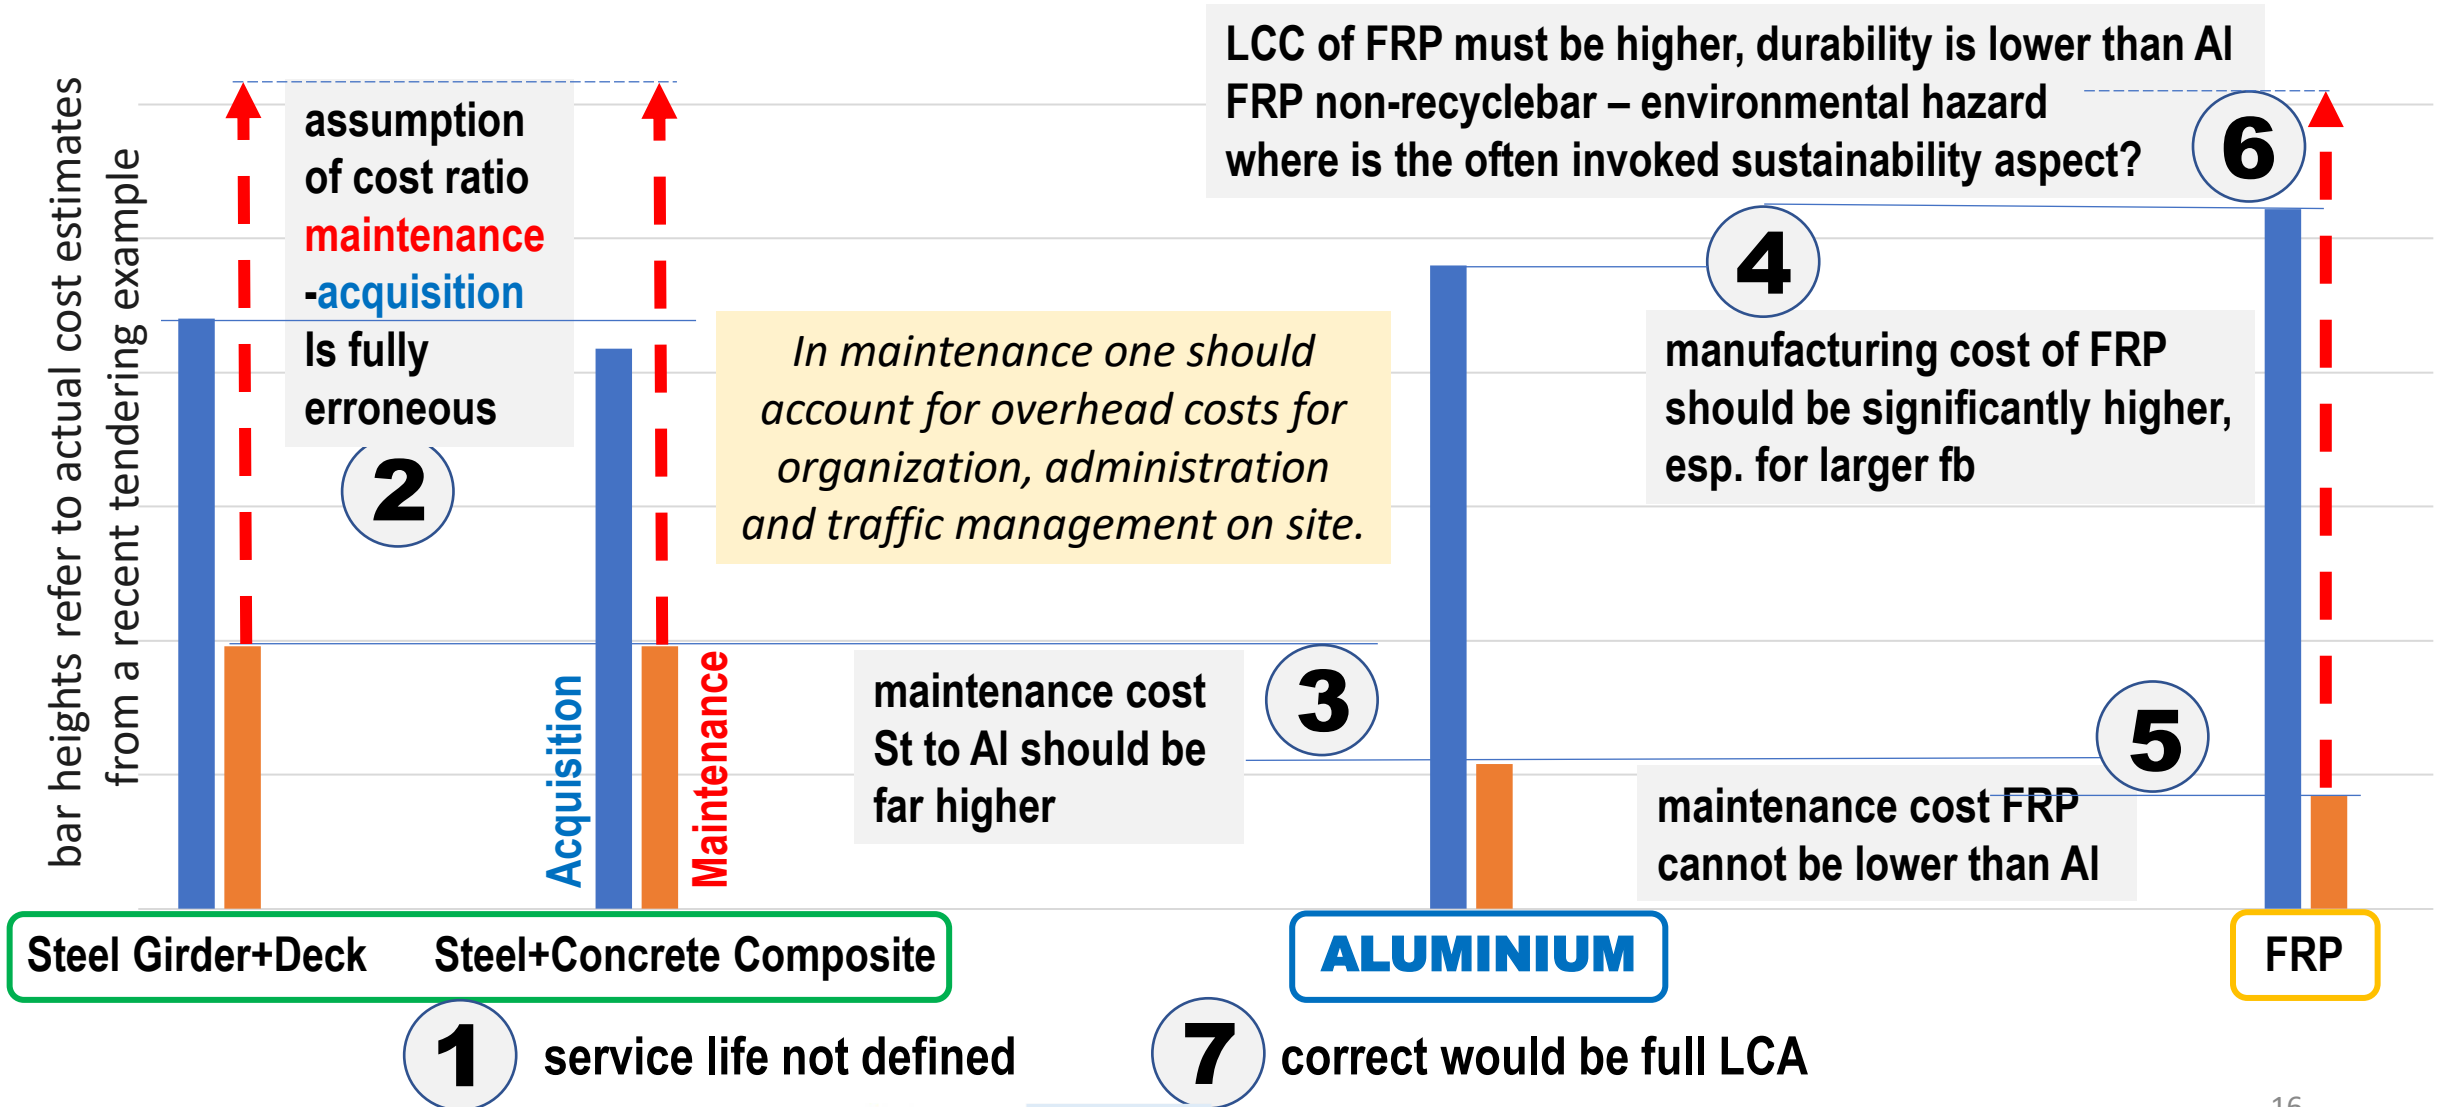 bar heights refer to actual cost estimates
from a recent tendering example
assumption
of cost ratio
maintenance
-acquisition
Is fully
erroneous
2
In maintenance one should
account for overhead costs for
organization, administration
and traffic management on site.
LCC of FRP must be higher, durability is lower than Al
FRP non-recyclebar – environmental hazard
where is the often invoked sustainability aspect?
6
4
manufacturing cost of FRP
should be significantly higher,
esp. for larger fb
Acquisition
Maintenance
maintenance cost
St to Al should be
far higher
3
5
maintenance cost FRP
cannot be lower than Al
Steel Girder+Deck
Steel+Concrete Composite
ALUMINIUM
FRP
1
service life not defined
7
correct would be full LCA
16